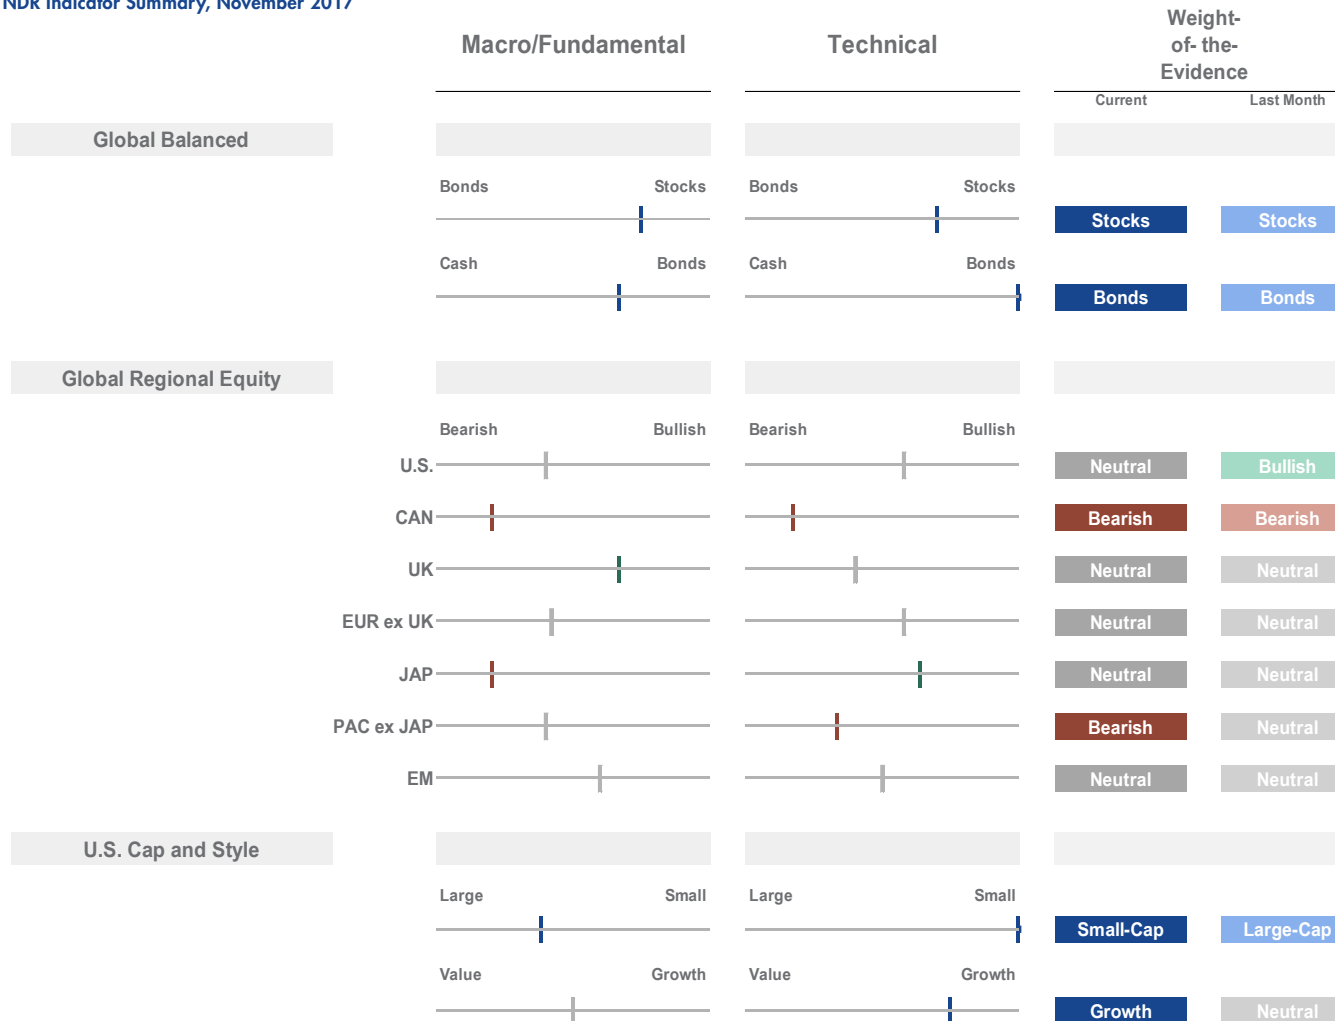 NDR Indicator Summary, November 2017
Macro/Fundamental
Technical
Weight-
of- the-
Evidence
Current
Last Month
Global Balanced
Bonds Stocks Bonds Stocks
Stocks Stocks
Cash Bonds Cash Bonds
Bonds Bonds
Global Regional Equity
Bearish Bullish Bearish Bullish
U.S. Neutral Bullish
CAN Bearish Bearish
UK Neutral Neutral
EUR ex UK Neutral Neutral
JAP Neutral Neutral
PAC ex JAP Bearish Neutral
EM Neutral Neutral
U.S. Cap and Style
Large Small Large Small
Small-Cap Large-Cap
Value Growth Value Growth
Growth Neutral